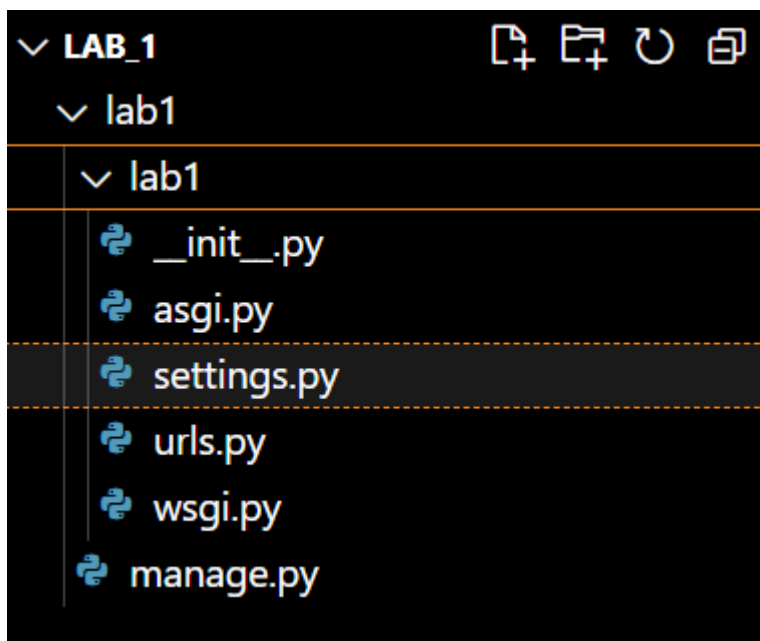 LAB_1
lab1
lab1
__init__.py
asgi.py
settings.py
urls.py
wsgi.py
manage.py